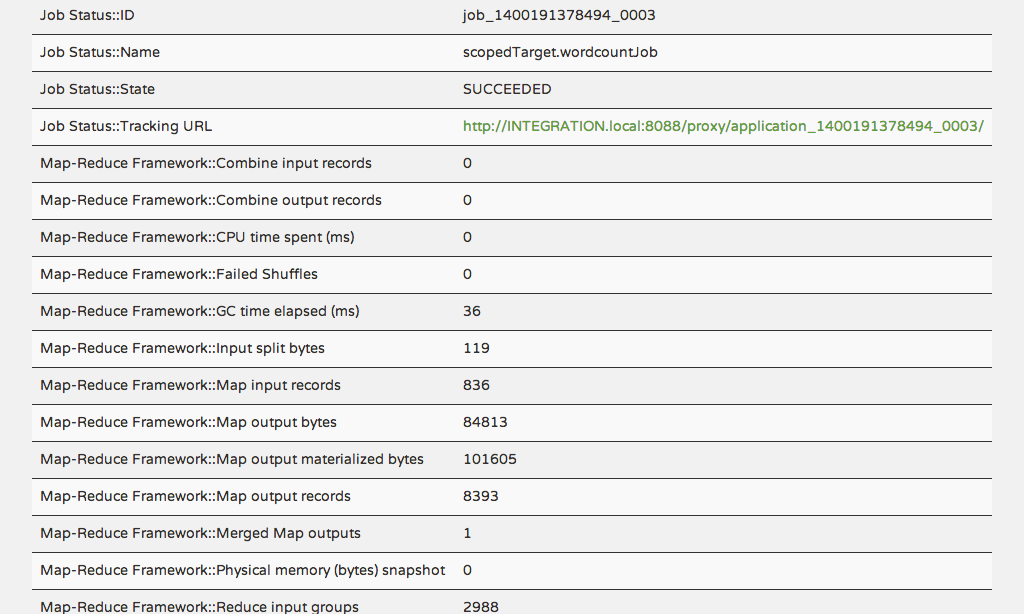 Job Status::ID job_1400191378494_0003
Job Status::Name scopedTarget.wordcountJob
Job Status::State SUCCEEDED
Job Status::Tracking URL http://INTEGRATION.local:8088/proxy/application_1400191378494_0003/
Map-Reduce Framework::Combine input records 0
Map-Reduce Framework::Combine output records 0
Map-Reduce Framework::CPU time spent (ms) 0
Map-Reduce Framework::Failed Shuffles 0
Map-Reduce Framework::GC time elapsed (ms) 36
Map-Reduce Framework::Input split bytes 119
Map-Reduce Framework::Map input records 836
Map-Reduce Framework::Map output bytes 84813
Map-Reduce Framework::Map output materialized bytes 101605
Map-Reduce Framework::Map output records 8393
Map-Reduce Framework::Merged Map outputs 1
Map-Reduce Framework::Physical memory (bytes) snapshot 0
Map-Reduce Framework::Reduce input groups 2988